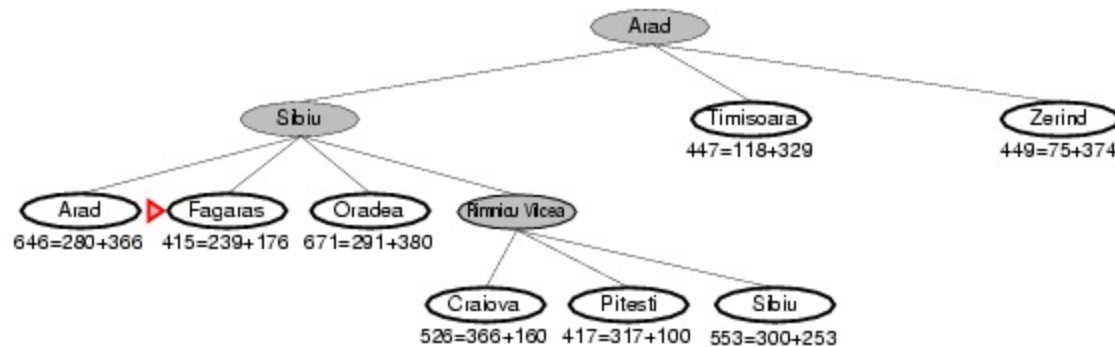 Arad
Sibiu
Timisoara
Zerind
447=118+329
449=75+374
Arad
Fagaras
Oradea
Rimnicu Vilcea
646=280+366
415=239+176
671=291+380
Craiova
Pitesti
Sibiu
526=366+160
417=317+100
553=300+253